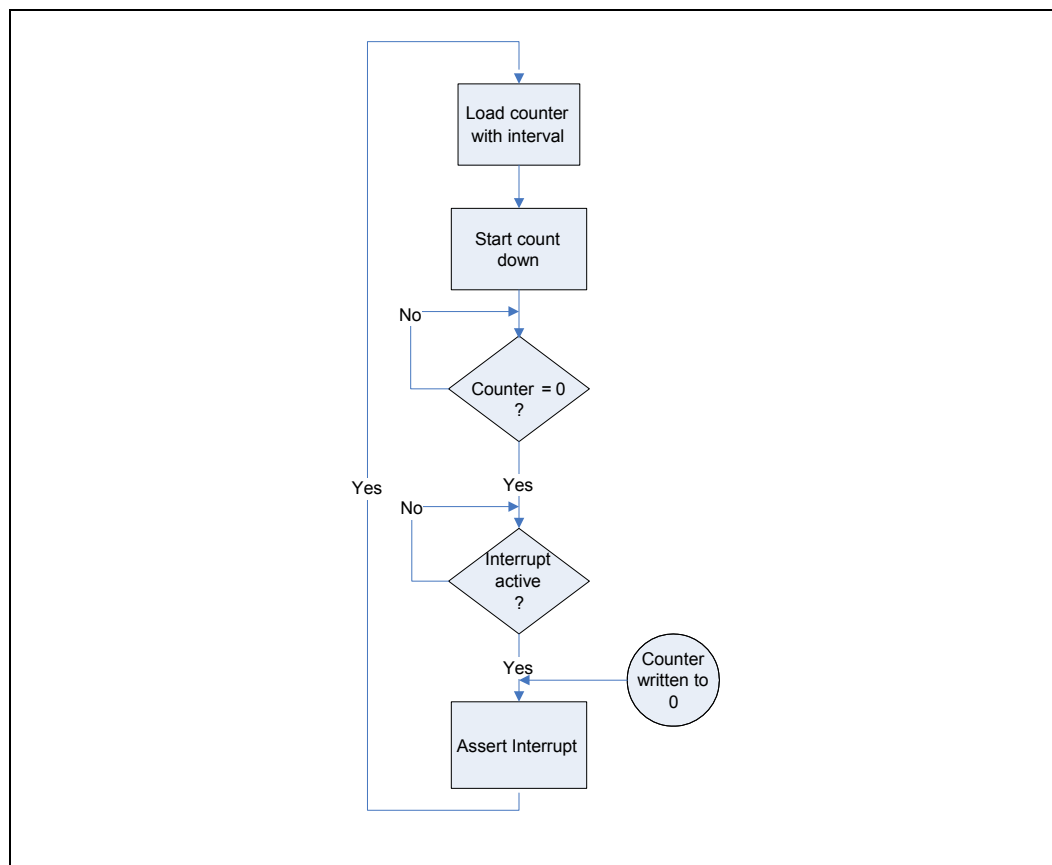 Load counter
with interval
Start count
down
No
Counter = 0
?
Yes
Yes
No
Interrupt
active
?
Yes
Counter
written to
0
Assert Interrupt